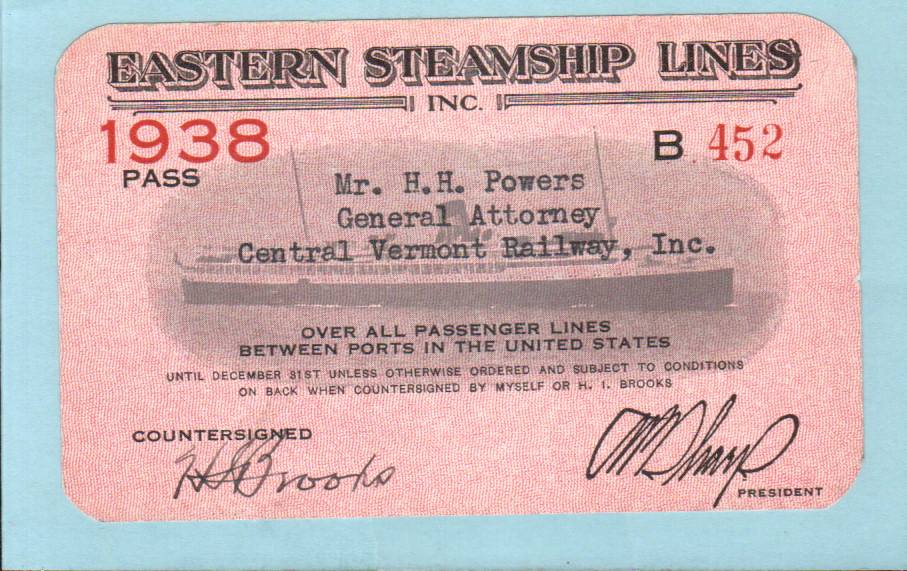 EASTERN STEAMSHIP LINES
INC.
1938
PASS
B 452
Mr. H.H. Powers
General Attorney
Central Vermont Railway, Inc.
OVER ALL PASSENGER LINES
BETWEEN PORTS IN THE UNITED STATES
UNTIL DECEMBER 31ST UNLESS OTHERWISE ORDERED AND SUBJECT TO CONDITIONS
ON BACK WHEN COUNTERSIGNED BY MYSELF OR H. I. BROOKS
COUNTERSIGNED
H I Brooks
Sharp
PRESIDENT